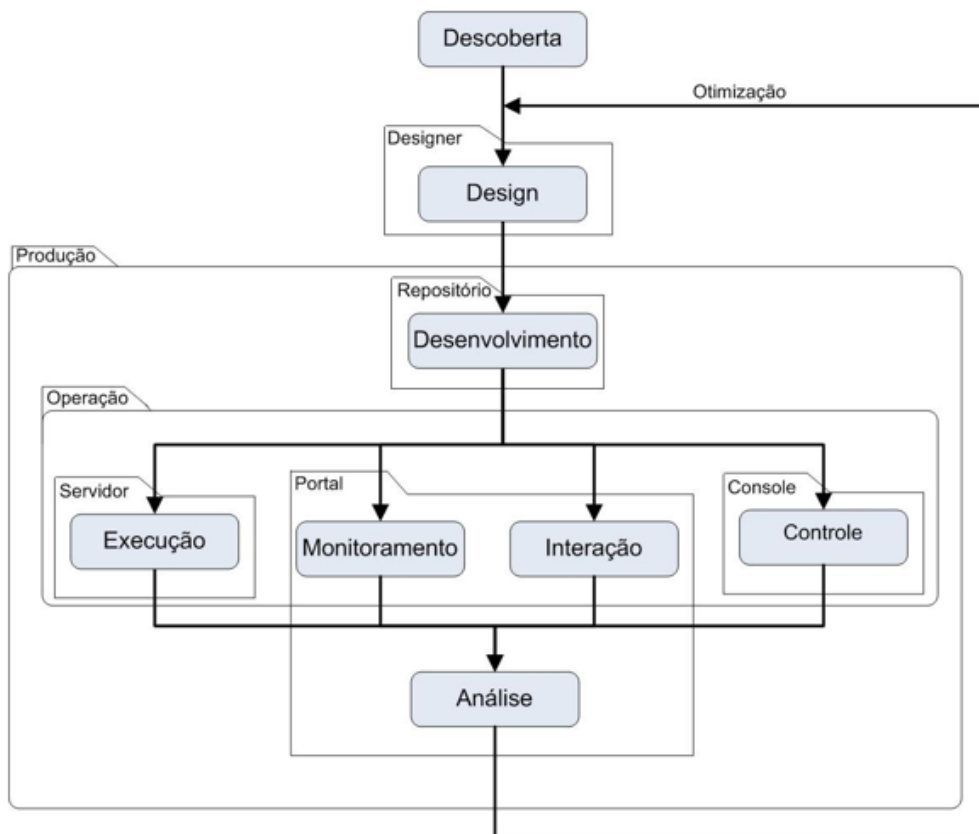 Descoberta
Otimização
Designer
Design
Produção
Repositório
Desenvolvimento
Operação
Servidor
Execução
Portal
Monitoramento
Interação
Console
Controle
Análise